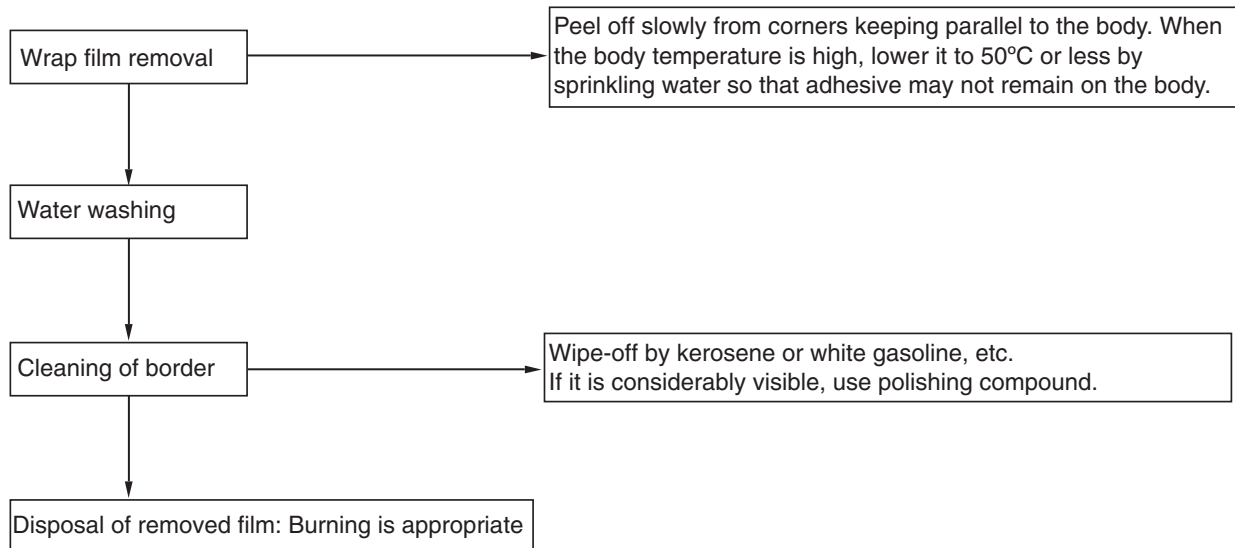 Wrap film removal
Peel off slowly from corners keeping parallel to the body. When
the body temperature is high, lower it to 50°C or less by
sprinkling water so that adhesive may not remain on the body.
Water washing
Cleaning of border
Wipe-off by kerosene or white gasoline, etc.
If it is considerably visible, use polishing compound.
Disposal of removed film: Burning is appropriate